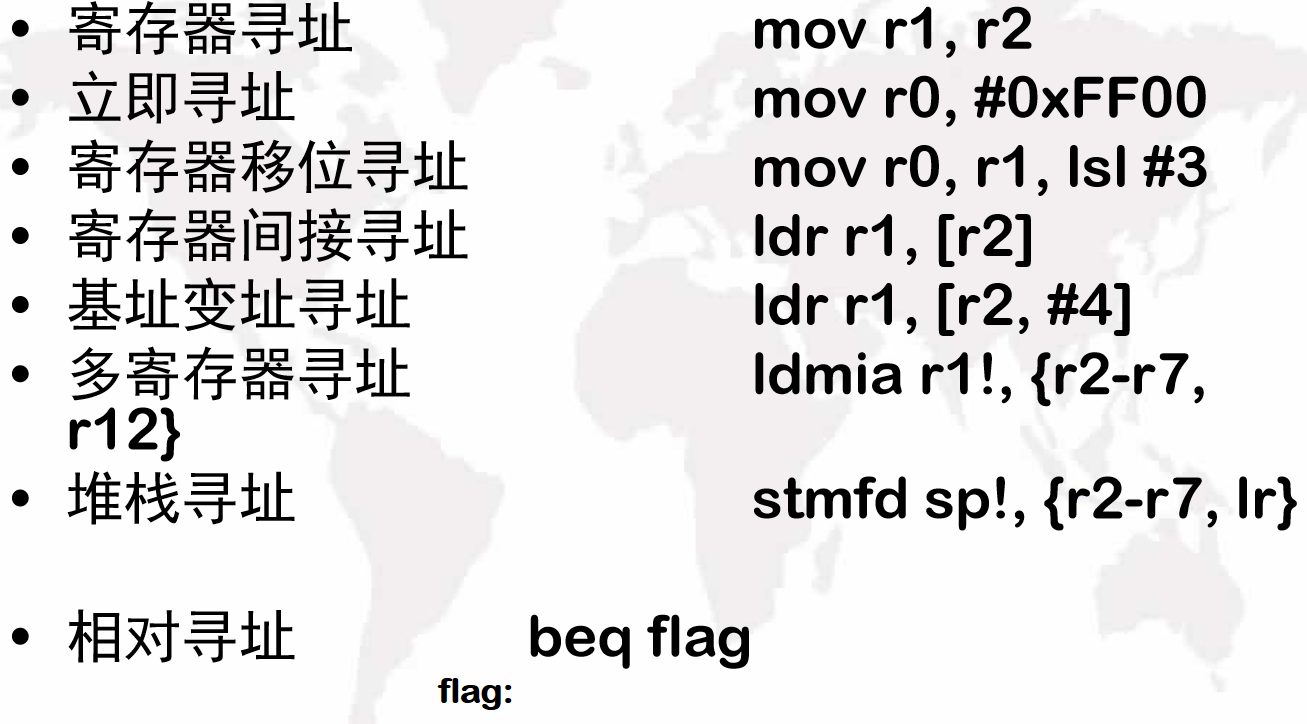 • 寄存器寻址 mov r1, r2
• 立即寻址 mov r0, #0xFF00
• 寄存器移位寻址 mov r0, r1, lsl #3
• 寄存器间接寻址 ldr r1, [r2]
• 基址变址寻址 ldr r1, [r2, #4]
• 多寄存器寻址 ldmia r1!, {r2-r7,
r12}
• 堆栈寻址 stmfd sp!, {r2-r7, lr}
• 相对寻址 beq flag
flag: